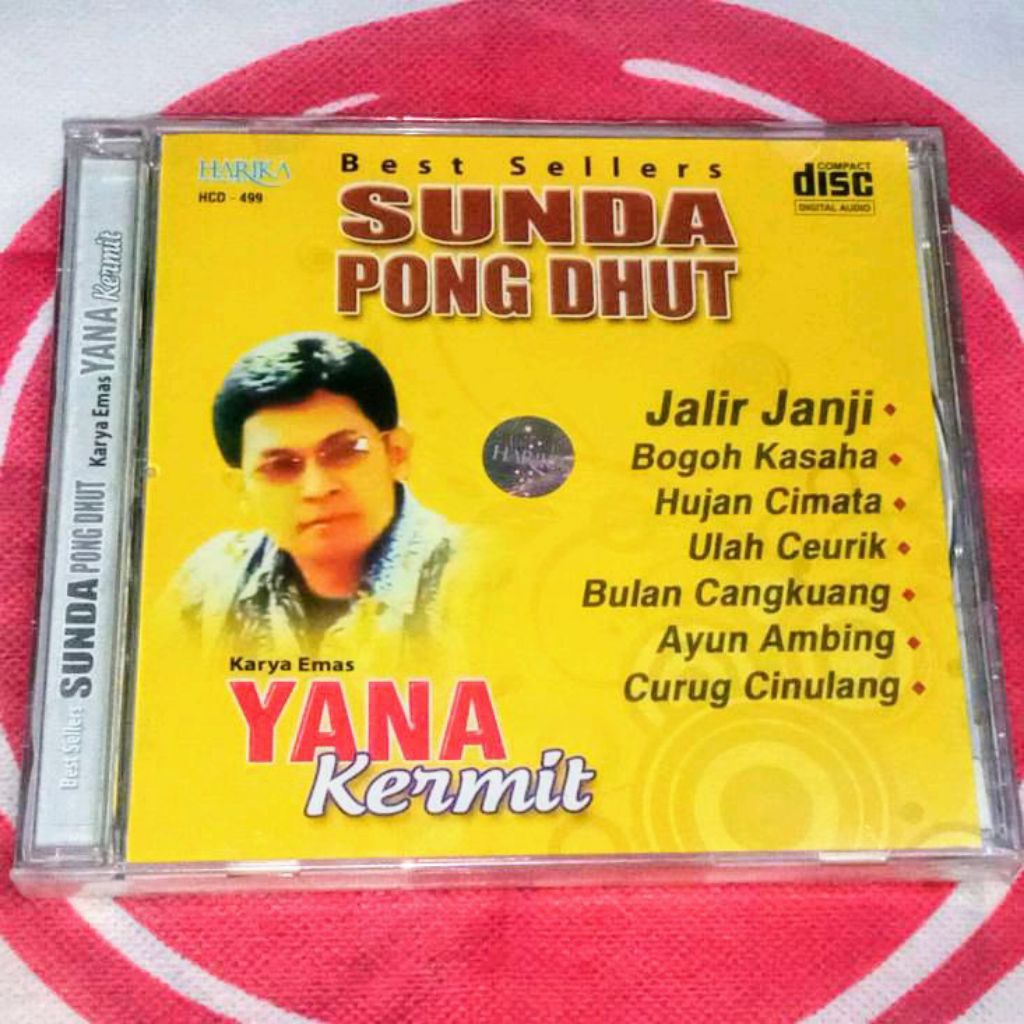 HARIKA
HCD - 499
Best Sellers
SUNDA
PONG DHUT
COMPACT
disc
DIGITAL AUDIO
Jalir Janji
Bogoh Kasaha
Hujan Cimata
Ulah Ceurik
Bulan Cangkuang
Ayun Ambing
Curug Cinulang
Karya Emas
YANA
Kermit
HARIKA
Best Sellers SUNDA PONG DHUT Karya Emas YANA Kermit